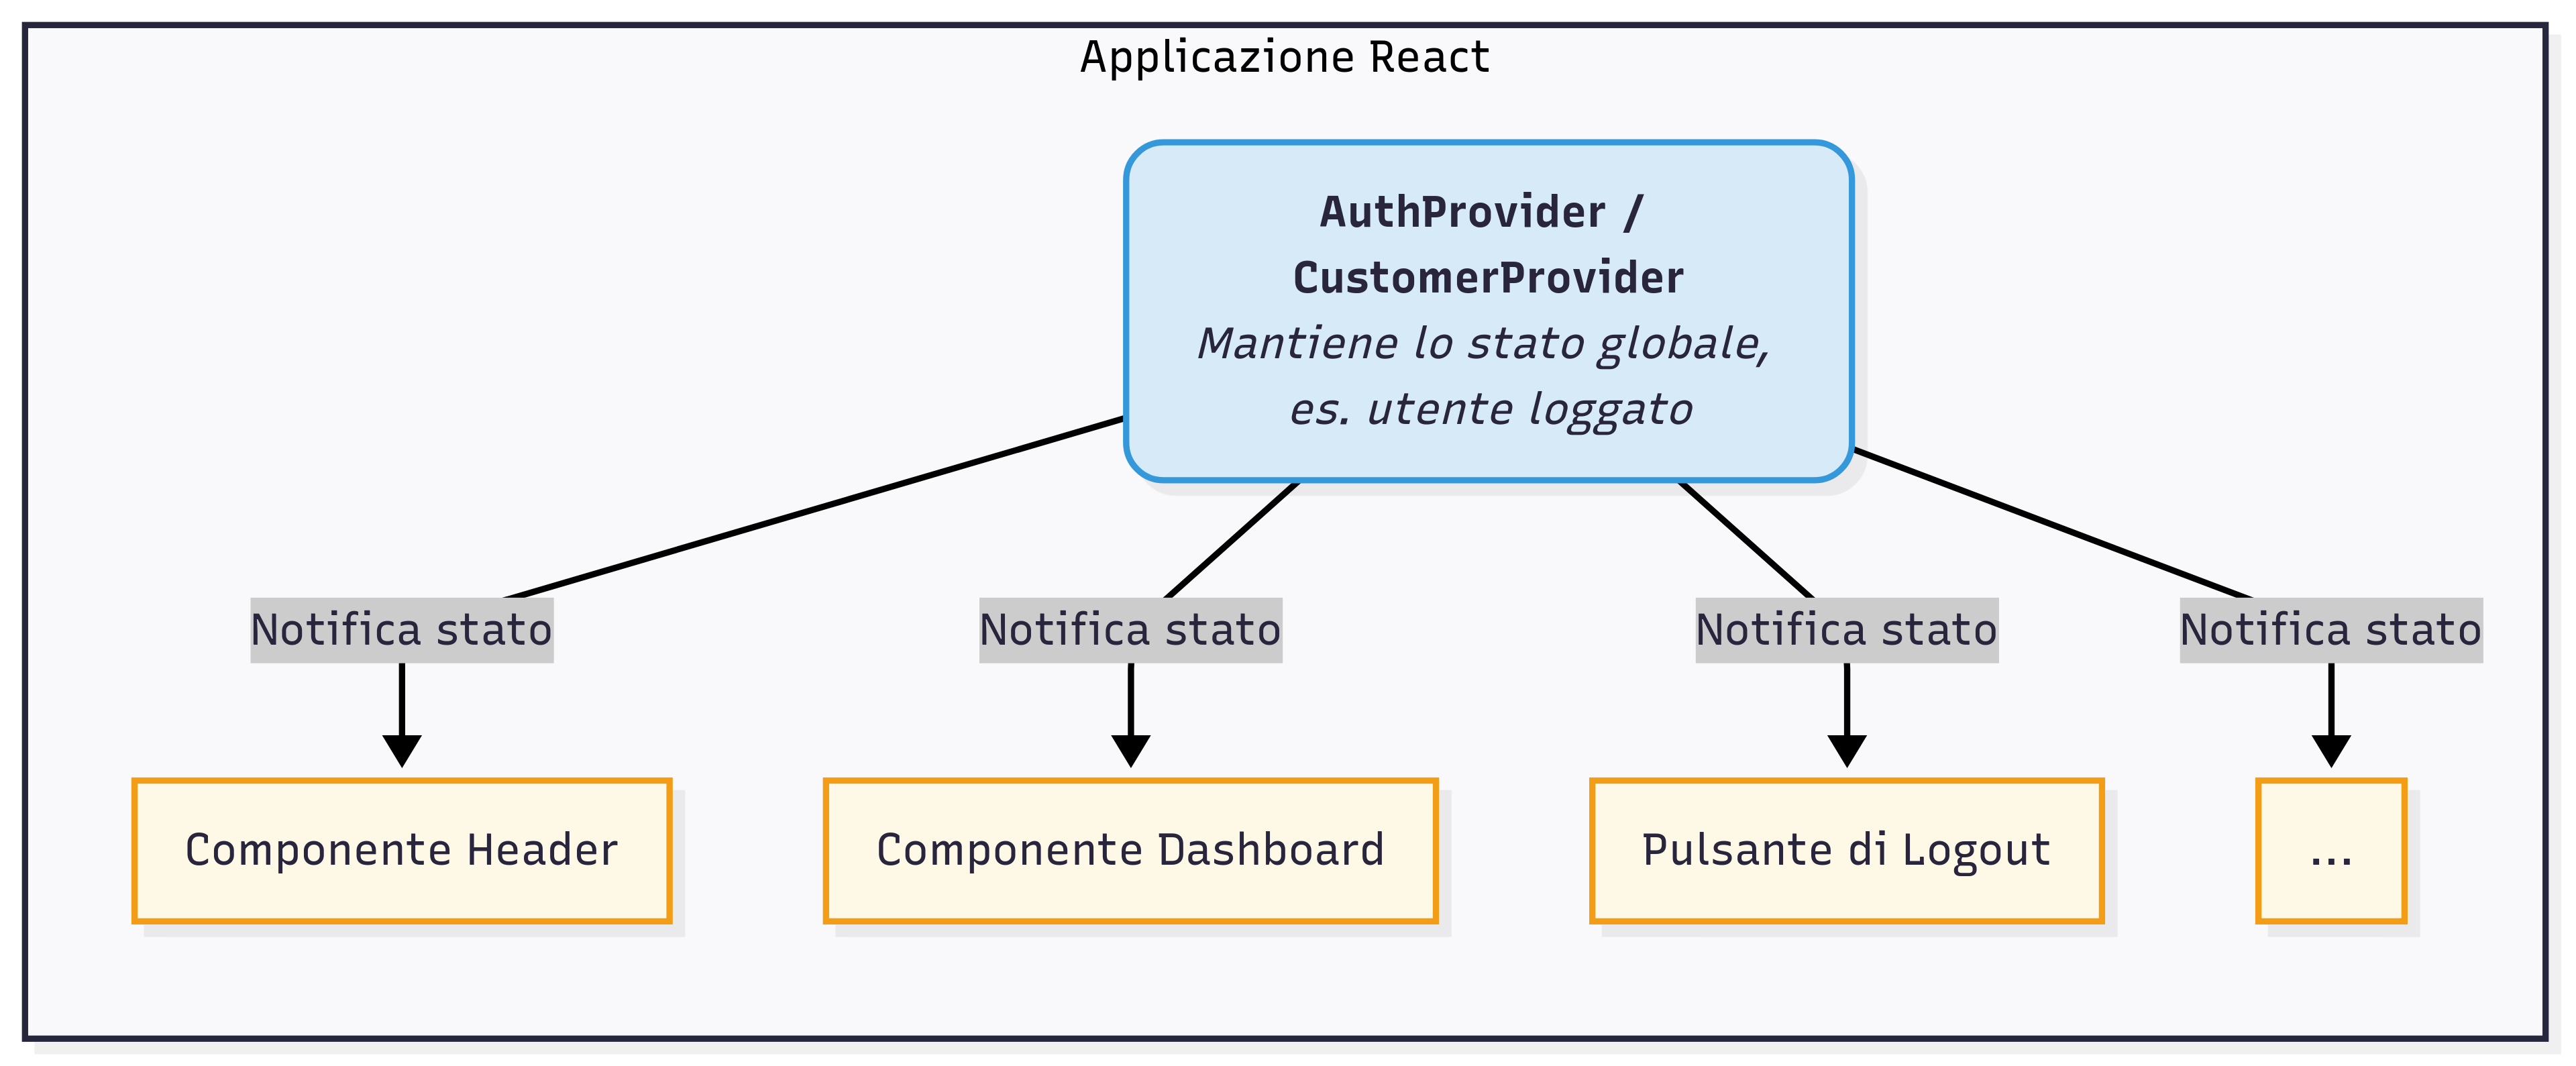 Applicazione React
AuthProvider /
CustomerProvider
Mantiene lo stato globale,
es. utente loggato
Notifica stato
Notifica stato
Notifica stato
Notifica stato
Componente Header
Componente Dashboard
Pulsante di Logout
...